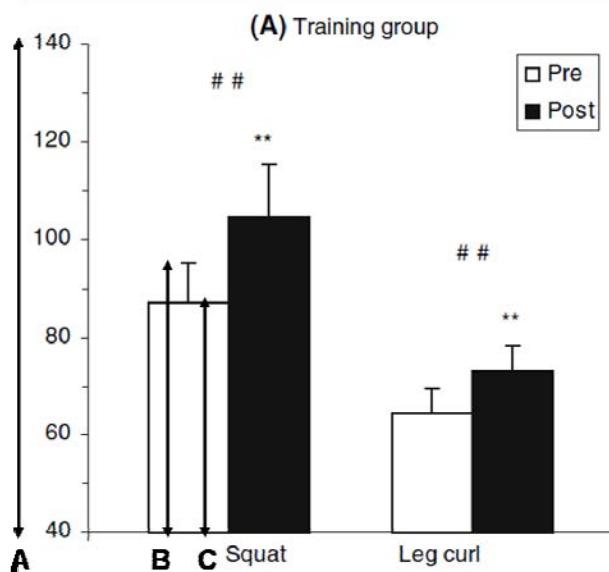 (A) Training group
140
120
100
80
60
40
Pre
Post
# #
**
# #
**
A B C Squat Leg curl